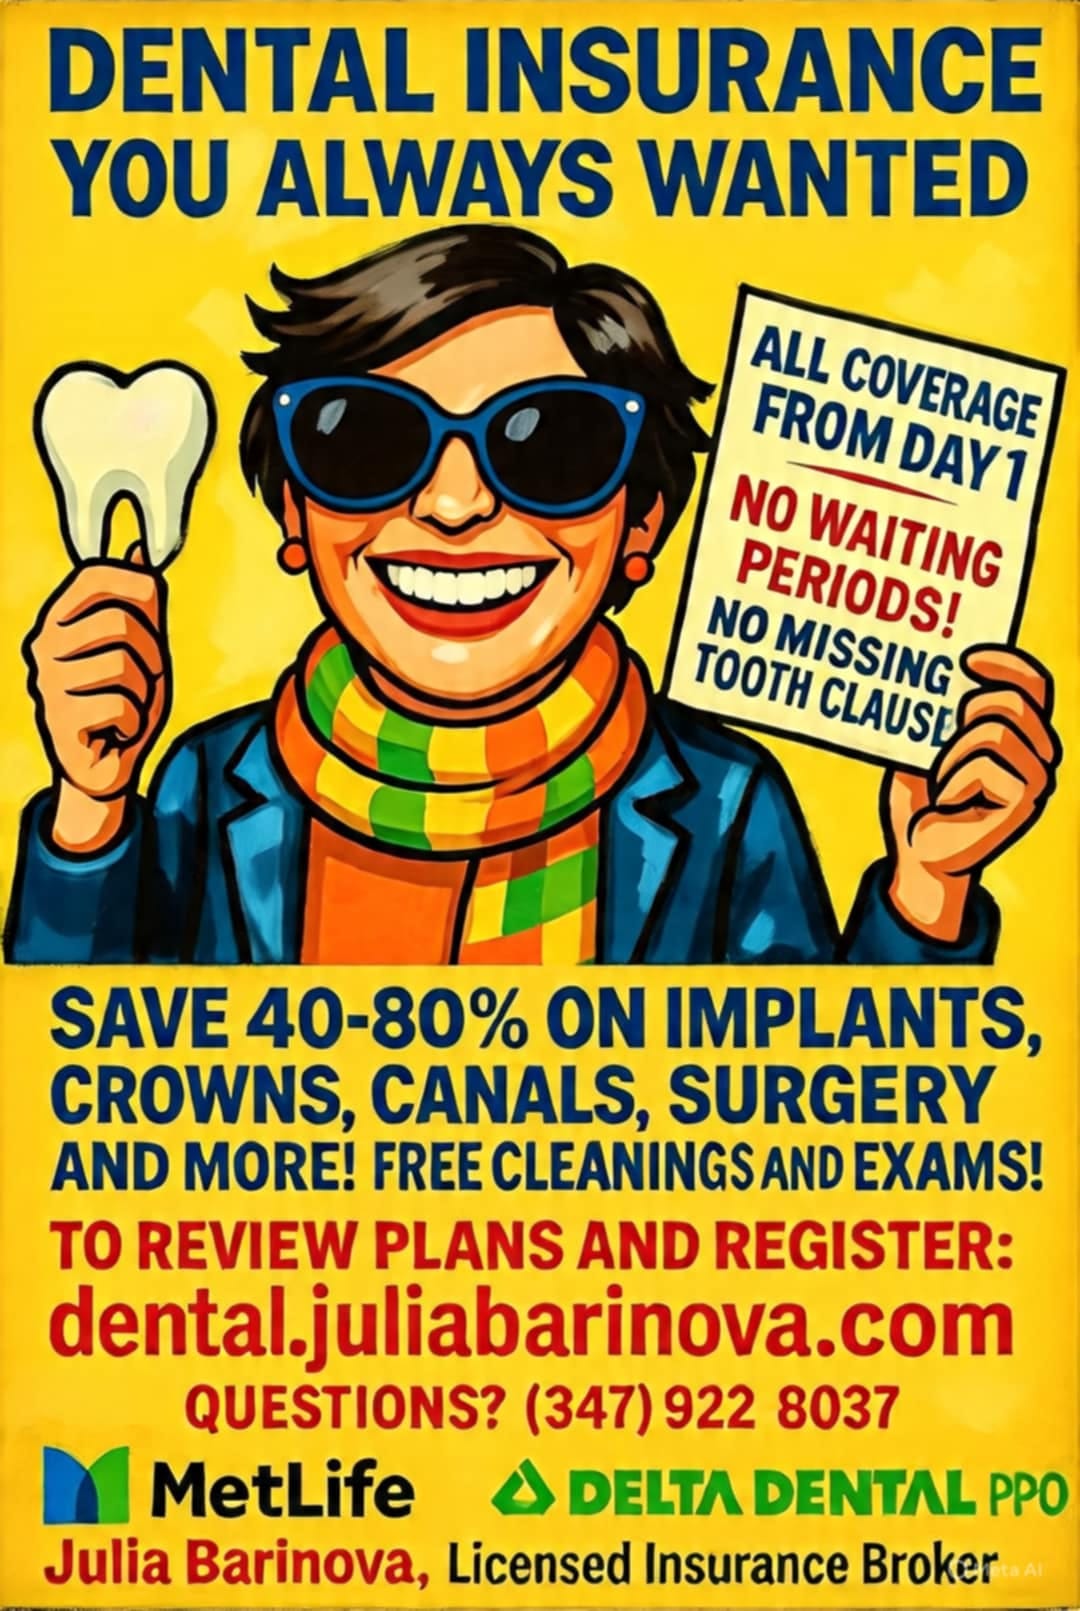 DENTAL INSURANCE
YOU ALWAYS WANTED
ALL COVERAGE
FROM DAY 1
NO WAITING
PERIODS!
NO MISSING
TOOTH CLAUSE
SAVE 40-80% ON IMPLANTS,
CROWNS, CANALS, SURGERY
AND MORE! FREE CLEANINGS AND EXAMS!
TO REVIEW PLANS AND REGISTER:
dental.juliabarinova.com
QUESTIONS? (347) 922 8037
MetLife
DELTA DENTAL PPO
Julia Barinova, Licensed Insurance Broker
Meta AI